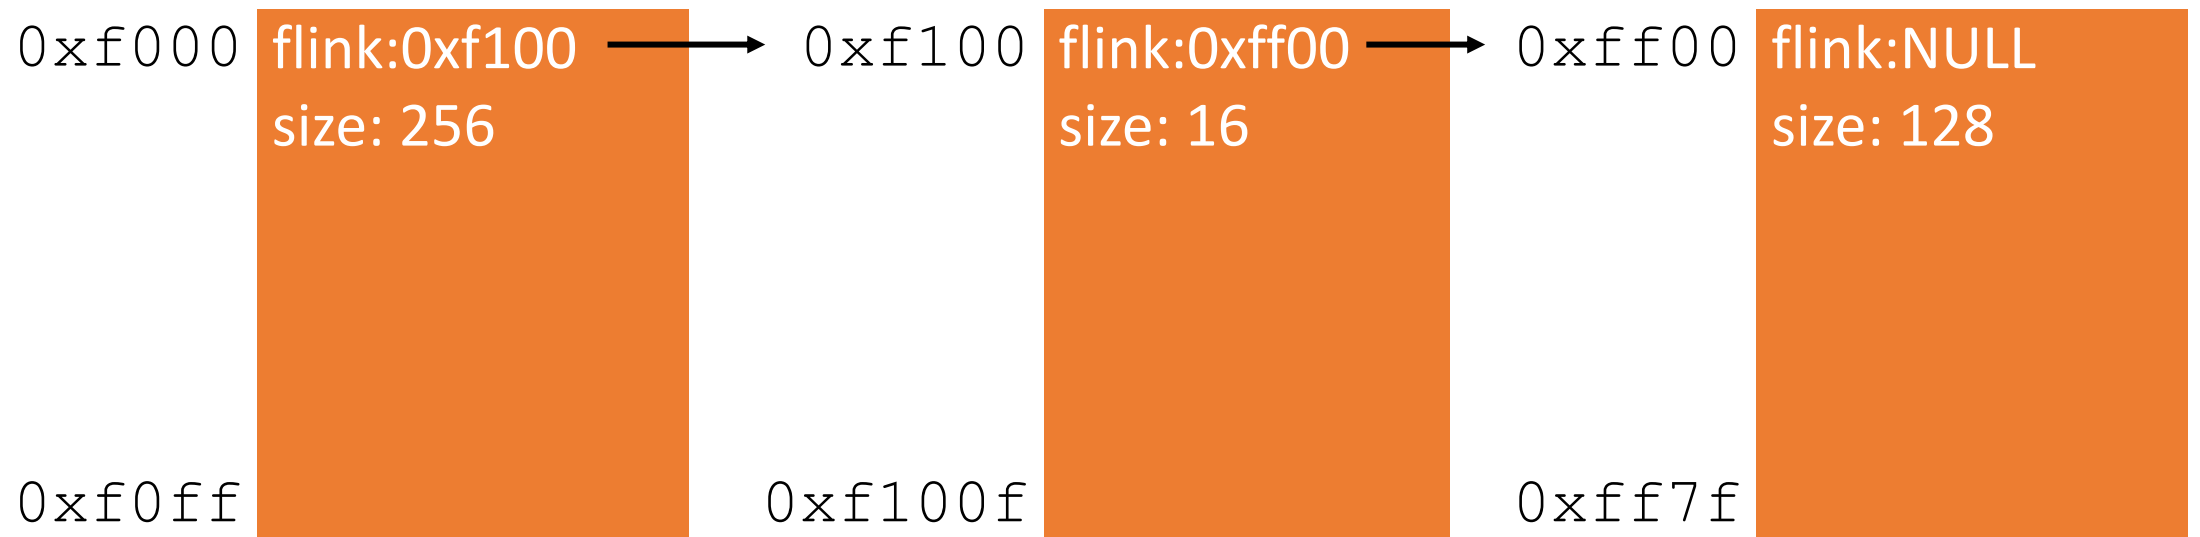 0xf000 flink:0xf100 0xf100 flink:0xff00 0xff00 flink:NULL
size: 256 size: 16 size: 128
0xf0ff 0xf100f 0xff7f